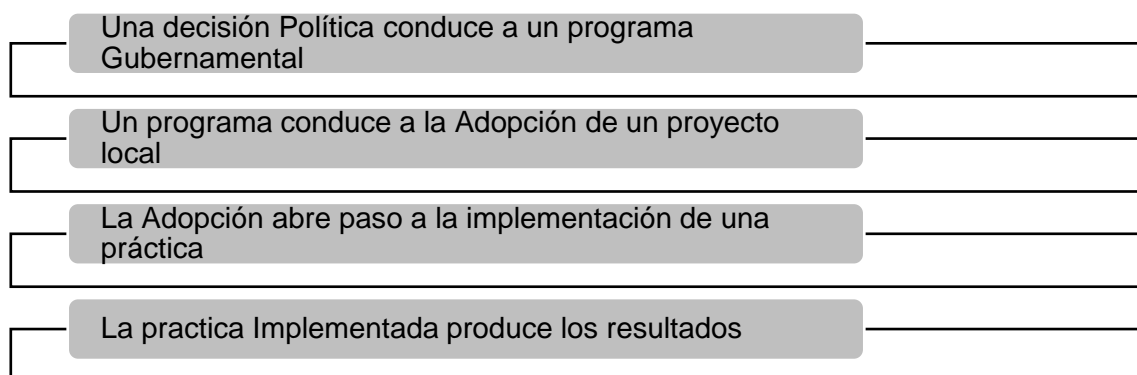 Una decisión Política conduce a un programa
Gubernamental
Un programa conduce a la Adopción de un proyecto
local
La Adopción abre paso a la implementación de una
práctica
La practica Implementada produce los resultados